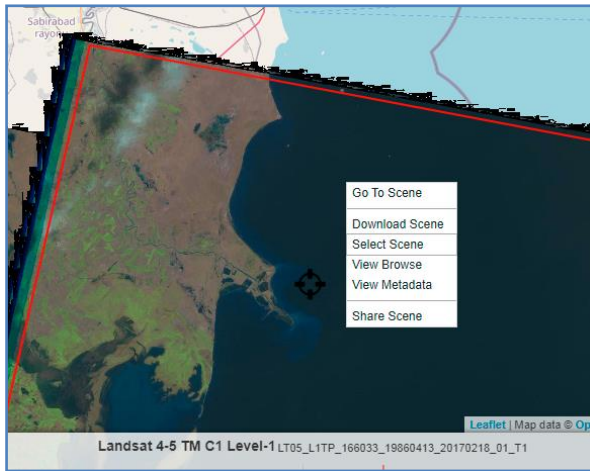 Sabirabad
rayon
Go To Scene
Download Scene
Select Scene
View Browse
View Metadata
Share Scene
Leaflet | Map data © Op
Landsat 4-5 TM C1 Level-1 LT05_L1TP_166033_19860413_20170218_01_T1